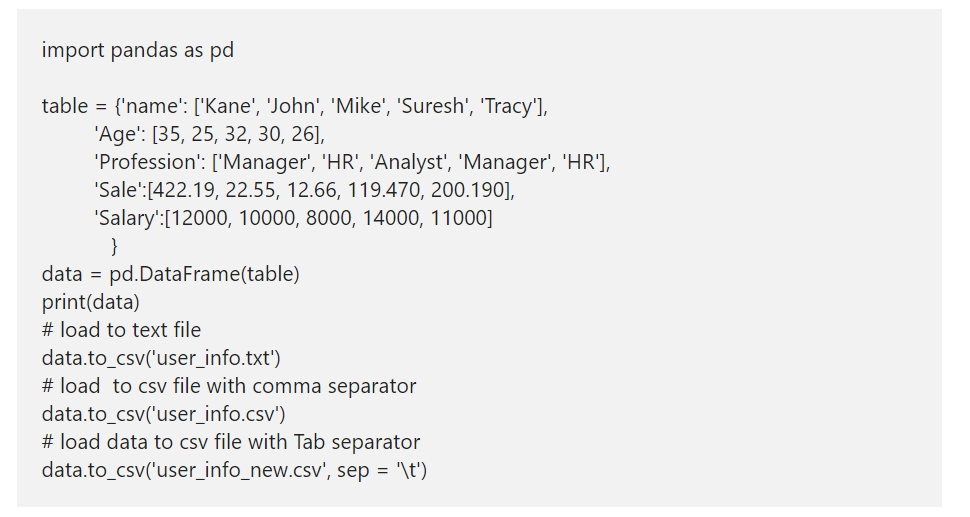 import pandas as pd

table = {'name': ['Kane', 'John', 'Mike', 'Suresh', 'Tracy'],
         'Age': [35, 25, 32, 30, 26],
         'Profession': ['Manager', 'HR', 'Analyst', 'Manager', 'HR'],
         'Sale':[422.19, 22.55, 12.66, 119.470, 200.190],
         'Salary':[12000, 10000, 8000, 14000, 11000]
            }
data = pd.DataFrame(table)
print(data)
# load to text file
data.to_csv('user_info.txt')
# load  to csv file with comma separator
data.to_csv('user_info.csv')
# load data to csv file with Tab separator
data.to_csv('user_info_new.csv', sep = '\t')